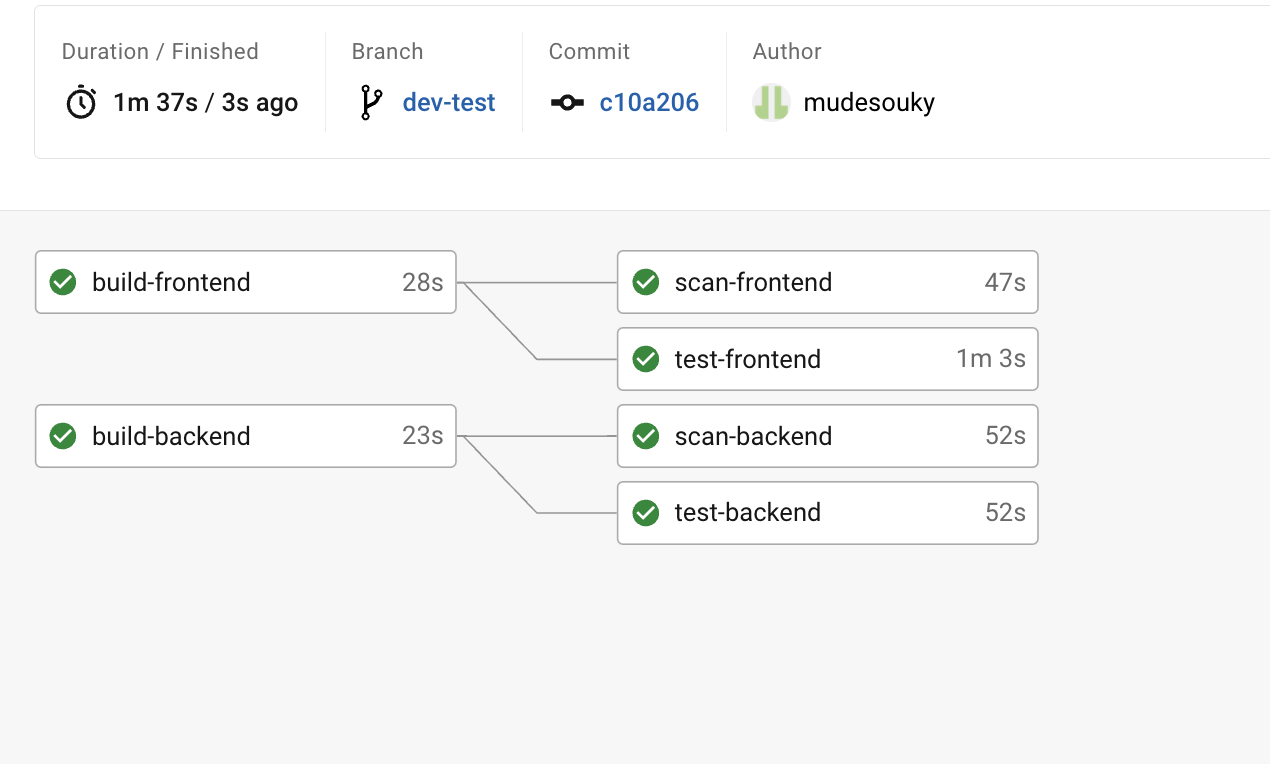 Duration / Finished
1m 37s / 3s ago
Branch
dev-test
Commit
c10a206
Author
mudesouky
build-frontend 28s
scan-frontend 47s
test-frontend 1m 3s
build-backend 23s
scan-backend 52s
test-backend 52s